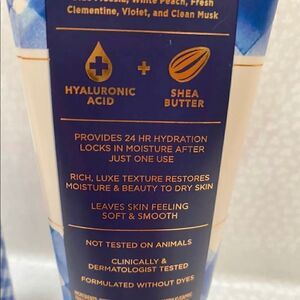 White Peach, Fresh
Clementine, Violet, and Clean Musk
+
HYALURONIC
ACID
SHEA
BUTTER
PROVIDES 24 HR HYDRATION
LOCKS IN MOISTURE AFTER
JUST ONE USE
RICH, LUXE TEXTURE RESTORES
MOISTURE & BEAUTY TO DRY SKIN
LEAVES SKIN FEELING
SOFT & SMOOTH
NOT TESTED ON ANIMALS
CLINICALLY &
DERMATOLOGIST TESTED
FORMULATED WITHOUT DYES